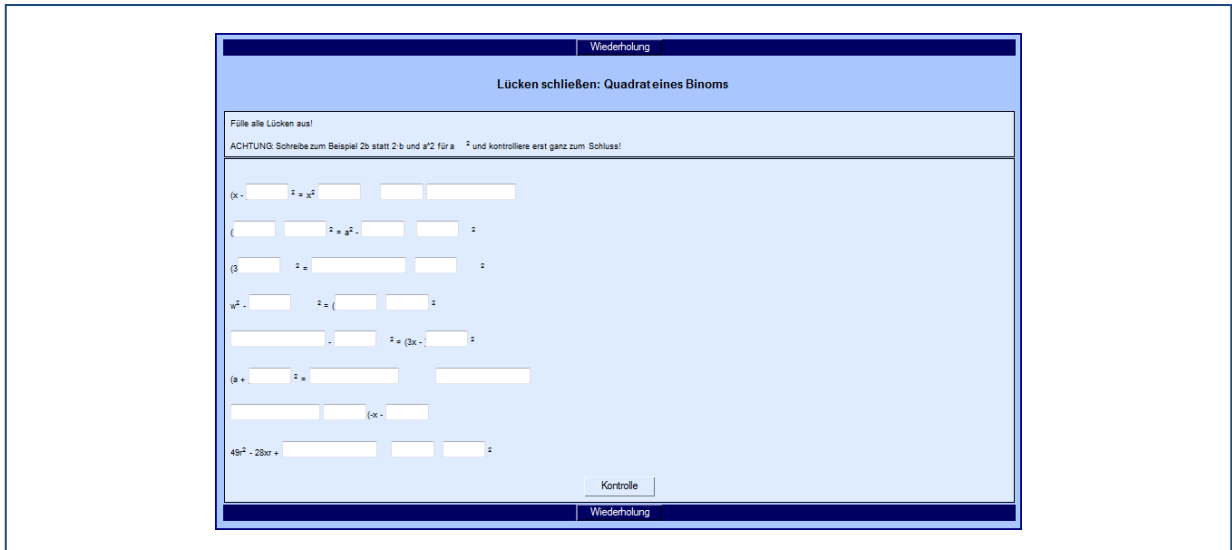 Wiederholung
Lücken schließen: Quadrat eines Binoms
Fülle alle Lücken aus!
ACHTUNG: Schreibe zum Beispiel 2b statt 2·b und a^2 für a ² und kontrolliere erst ganz zum Schluss!
(x - ² = x²
( ² = a² - ²
(3 ² = ²
w² - ² = ( ²
- ² = (3x - ²
(a + ² =
(-x -
49r² - 28xr + ²
Kontrolle
Wiederholung